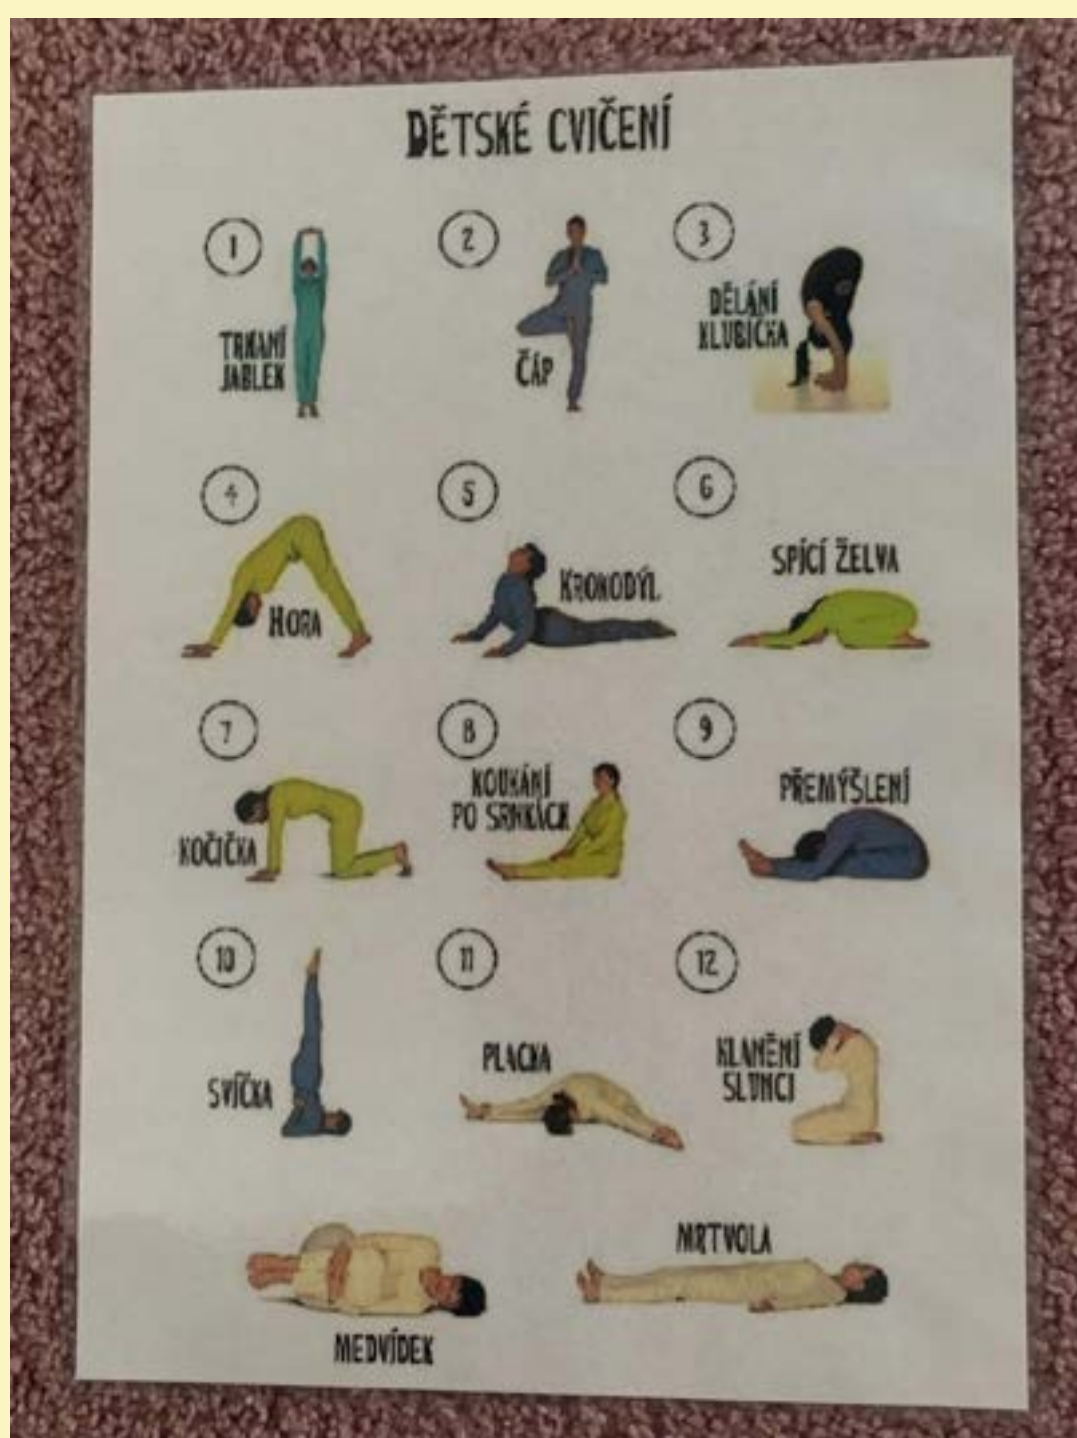 DĚTSKÉ CVIČENÍ
1
TRHANÍ
JABLEK
2
ČÁP
3
DĚLÁNÍ
KLUBÍČKA
4
HORA
5
KROKODÝL
6
SPÍCÍ ŽELVA
7
KOČIČKA
8
KOUKÁNÍ
PO SRNKÁCH
9
PŘEMÝŠLENÍ
10
SVÍČKA
11
PLACKA
12
KLANĚNÍ
SLUNCI
MEDVÍDEK
MRTVOLA